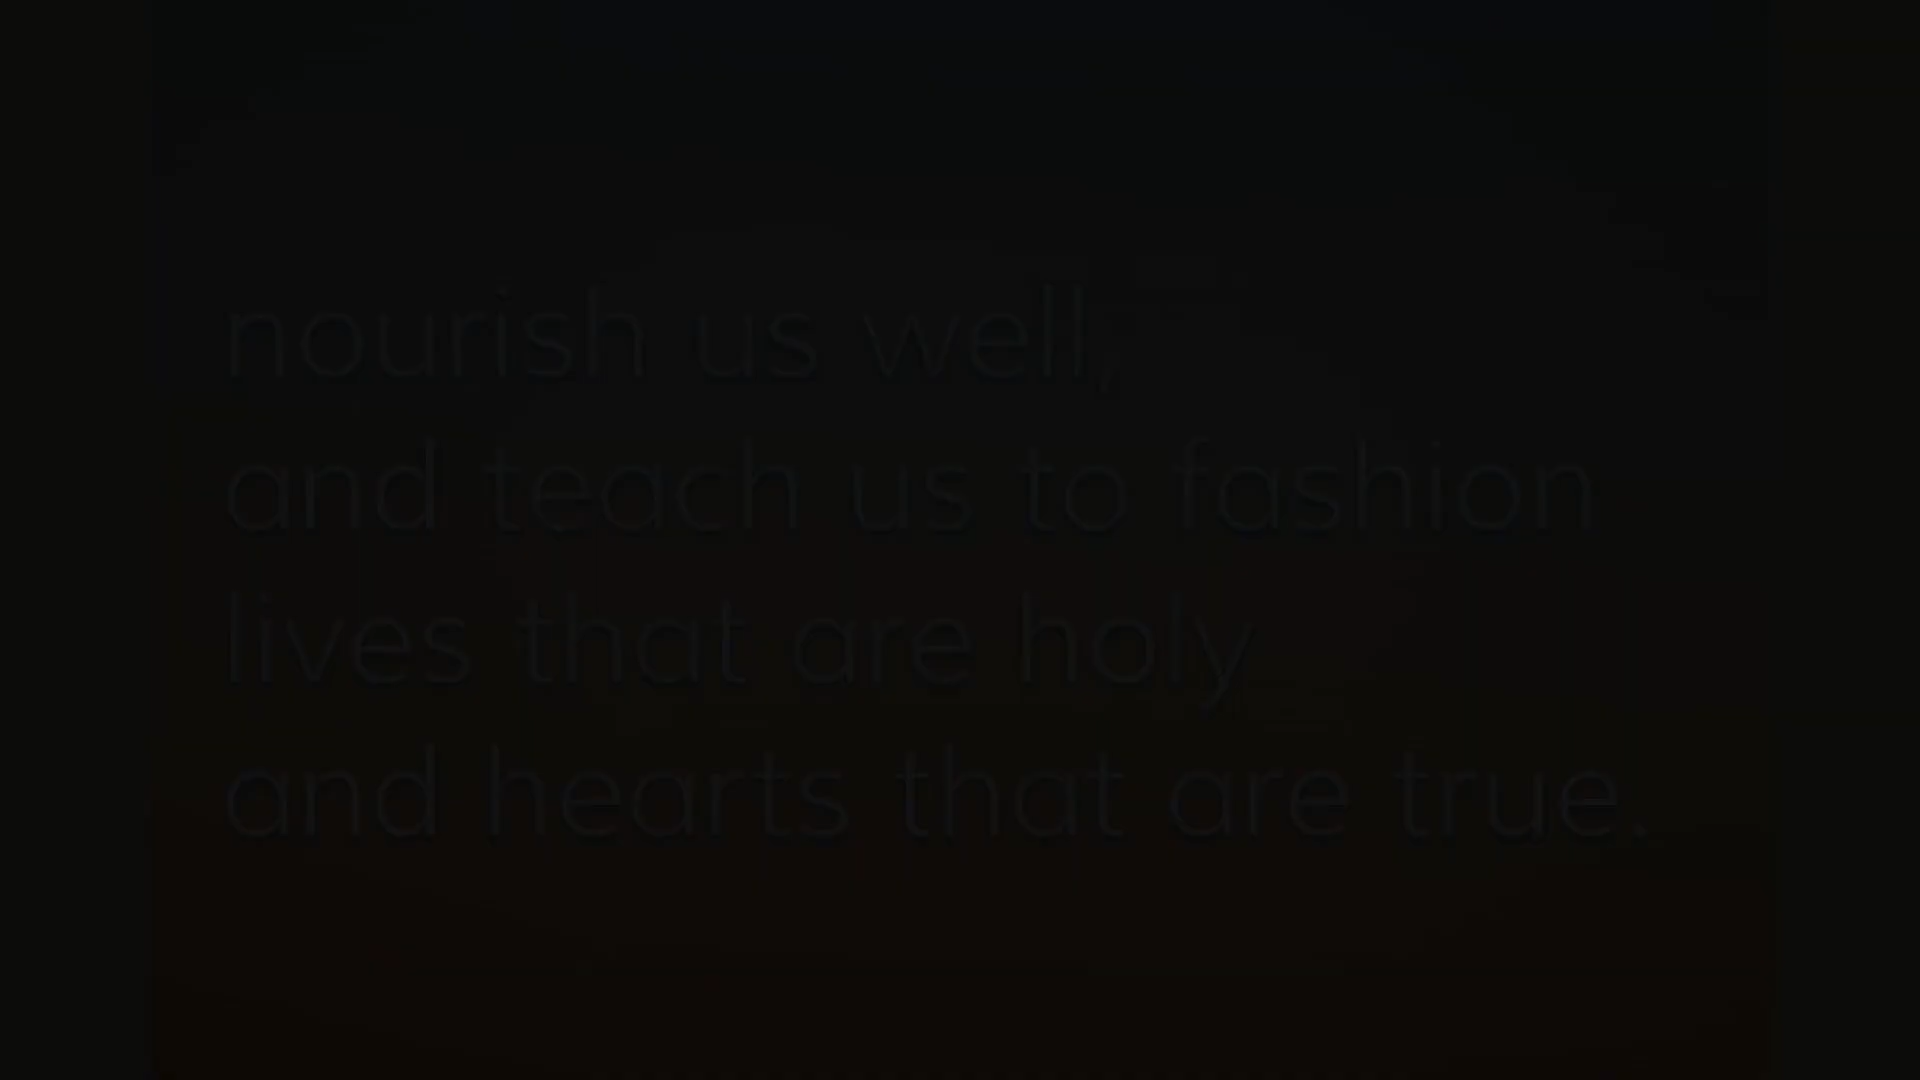 nourish us well,
and teach us to fashion
lives that are holy
and hearts that are true.